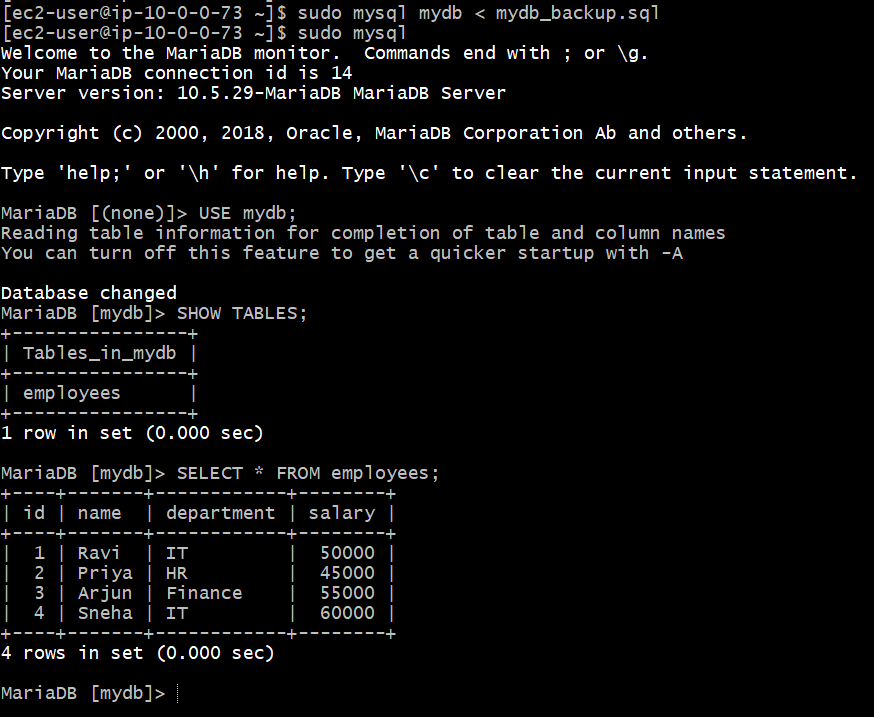 [ec2-user@ip-10-0-0-73 ~]$ sudo mysql mydb < mydb_backup.sql
[ec2-user@ip-10-0-0-73 ~]$ sudo mysql
Welcome to the MariaDB monitor.  Commands end with ; or \g.
Your MariaDB connection id is 14
Server version: 10.5.29-MariaDB MariaDB Server

Copyright (c) 2000, 2018, Oracle, MariaDB Corporation Ab and others.

Type 'help;' or '\h' for help. Type '\c' to clear the current input statement.

MariaDB [(none)]> USE mydb;
Reading table information for completion of table and column names
You can turn off this feature to get a quicker startup with -A

Database changed
MariaDB [mydb]> SHOW TABLES;
+----------------+
| Tables_in_mydb |
+----------------+
| employees      |
+----------------+
1 row in set (0.000 sec)

MariaDB [mydb]> SELECT * FROM employees;
+----+-------+------------+--------+
| id | name  | department | salary |
+----+-------+------------+--------+
|  1 | Ravi  | IT         |  50000 |
|  2 | Priya | HR         |  45000 |
|  3 | Arjun | Finance    |  55000 |
|  4 | Sneha | IT         |  60000 |
+----+-------+------------+--------+
4 rows in set (0.000 sec)

MariaDB [mydb]>